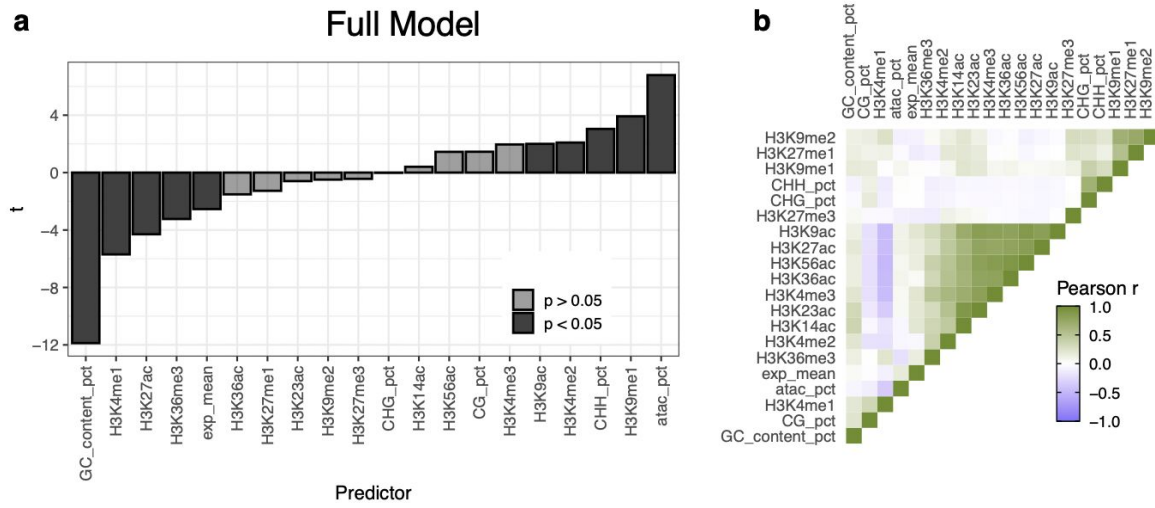 a
Full Model
t
4
0
−4
−8
−12
p > 0.05
p < 0.05
GC_content_pct
H3K4me1
H3K27ac
H3K36me3
exp_mean
H3K36ac
H3K27me1
H3K23ac
H3K9me2
H3K27me3
CHG_pct
H3K14ac
H3K56ac
CG_pct
H3K4me3
H3K9ac
H3K4me2
CHH_pct
H3K9me1
atac_pct
Predictor
b
GC_content_pct
CG_pct
H3K4me1
atac_pct
exp_mean
H3K36me3
H3K4me2
H3K14ac
H3K23ac
H3K4me3
H3K36ac
H3K56ac
H3K27ac
H3K9ac
H3K27me3
CHG_pct
CHH_pct
H3K9me1
H3K27me1
H3K9me2
H3K9me2
H3K27me1
H3K9me1
CHH_pct
CHG_pct
H3K27me3
H3K9ac
H3K27ac
H3K56ac
H3K36ac
H3K4me3
H3K23ac
H3K14ac
H3K4me2
H3K36me3
exp_mean
atac_pct
H3K4me1
CG_pct
GC_content_pct
Pearson r
1.0
0.5
0.0
−0.5
−1.0